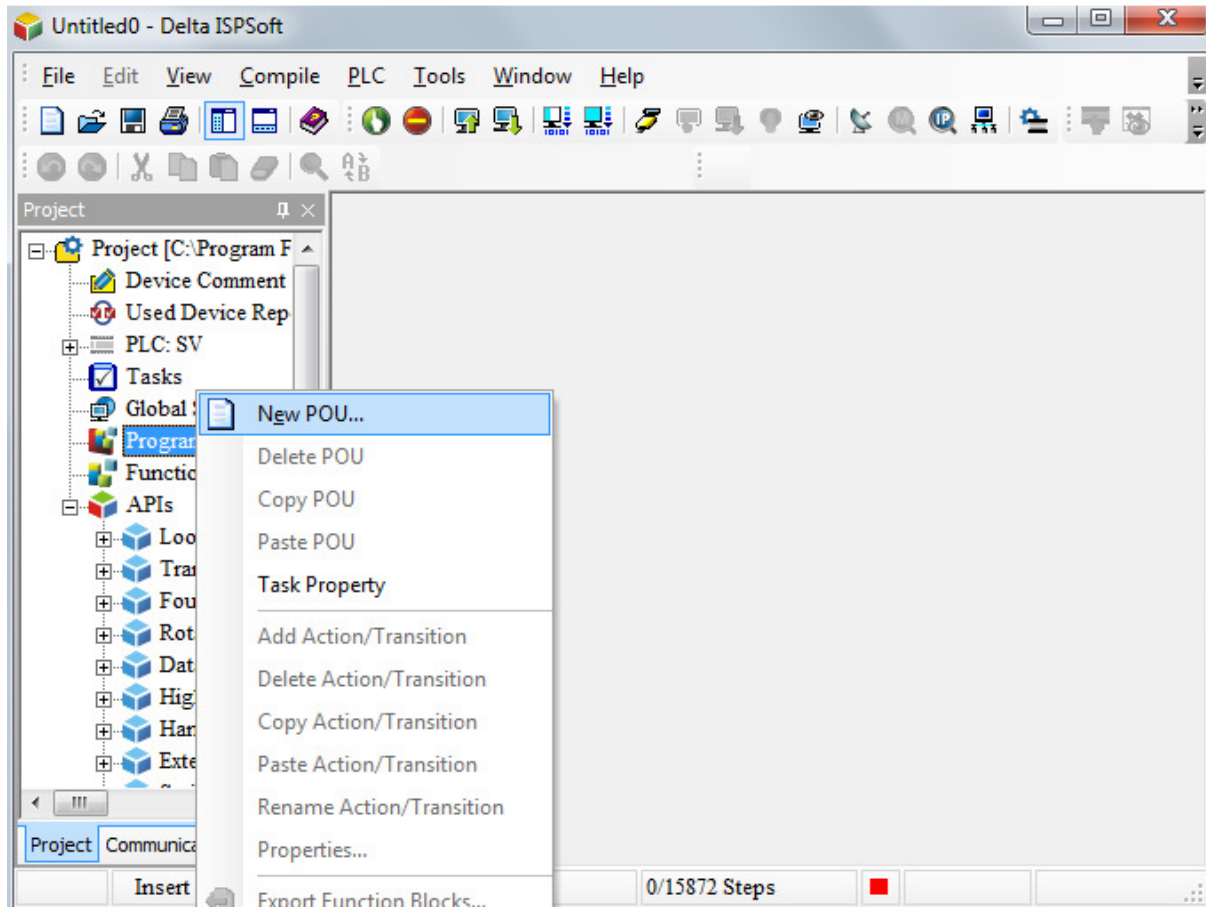 Untitled0 - Delta ISPSoft
File Edit View Compile PLC Tools Window Help
Project
Project [C:\Program F
Device Comment
Used Device Rep
PLC: SV
Tasks
Global
Progra
Functio
APIs
Loo
Tra
Fou
Rot
Dat
Hig
Han
Exte
New POU...
Delete POU
Copy POU
Paste POU
Task Property
Add Action/Transition
Delete Action/Transition
Copy Action/Transition
Paste Action/Transition
Rename Action/Transition
Properties...
Export Function Blocks...
Project Communica
Insert 0/15872 Steps